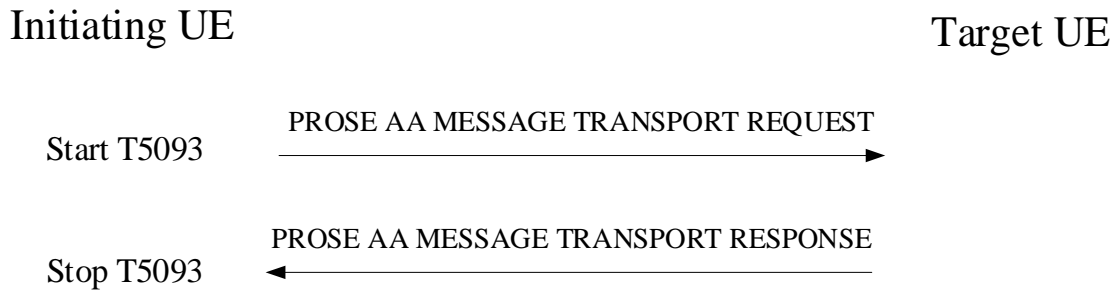 Initiating UE
Target UE
PROSE AA MESSAGE TRANSPORT REQUEST
Start T5093
PROSE AA MESSAGE TRANSPORT RESPONSE
Stop T5093